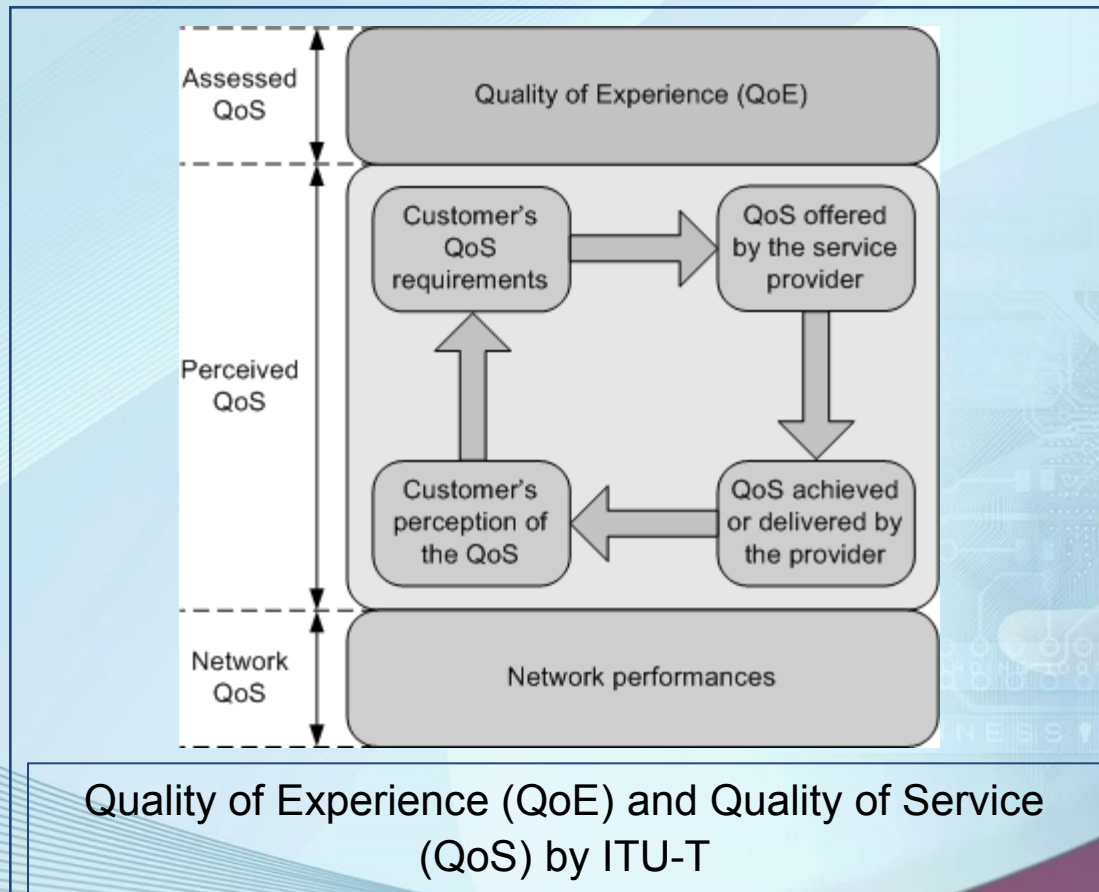 Assessed
QoS
Quality of Experience (QoE)
Perceived
QoS
Customer's
QoS
requirements
QoS offered
by the service
provider
Customer's
perception of
the QoS
QoS achieved
or delivered by
the provider
Network
QoS
Network performances
Quality of Experience (QoE) and Quality of Service
(QoS) by ITU-T